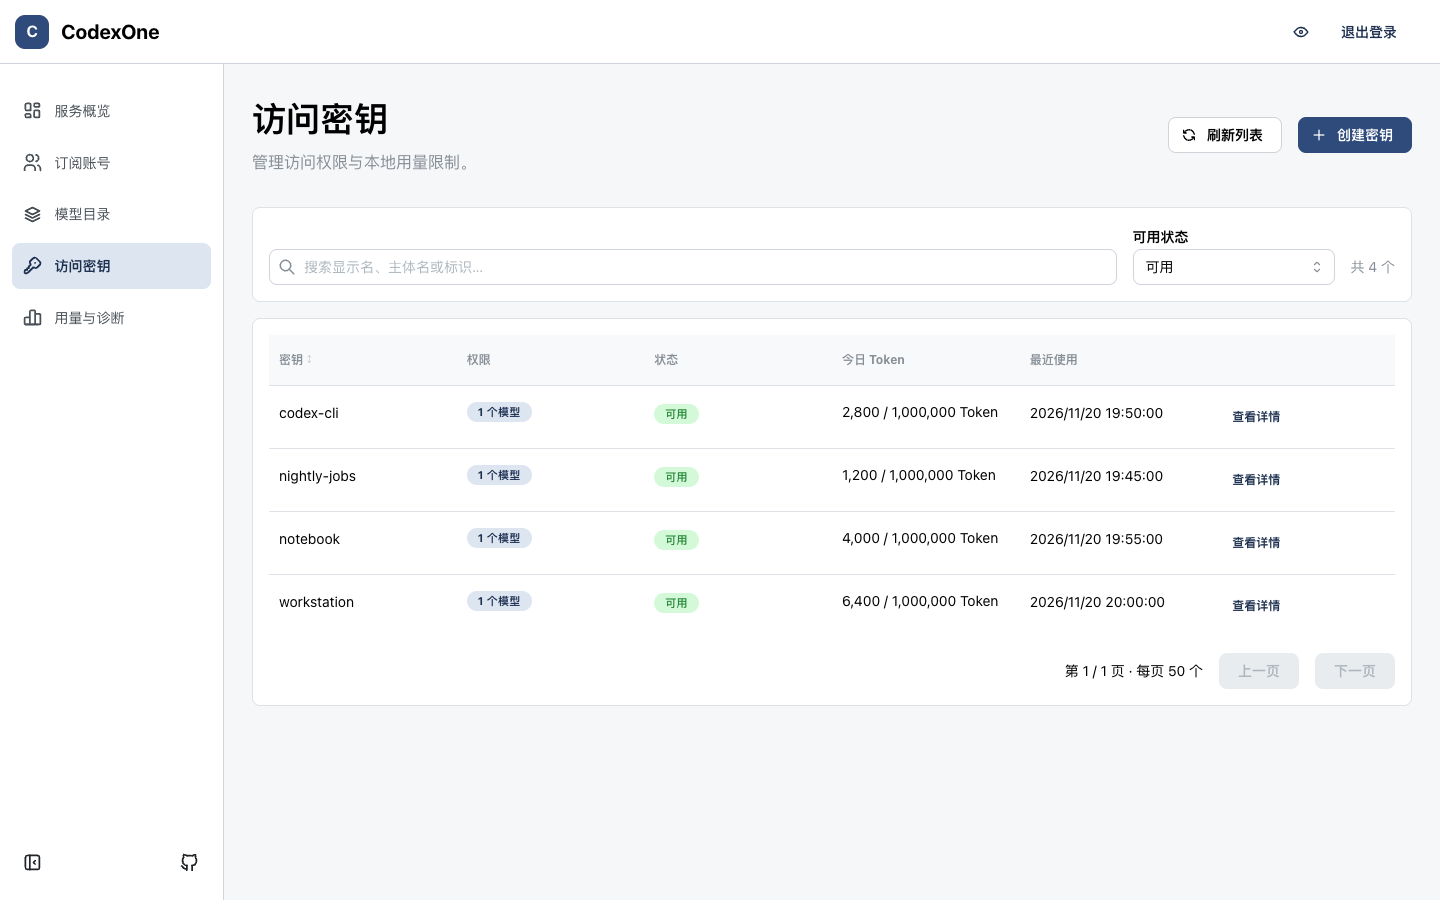 C CodexOne
退出登录
服务概览
订阅账号
模型目录
访问密钥
用量与诊断
访问密钥
管理访问权限与本地用量限制。
刷新列表
创建密钥
可用状态
搜索显示名、主体名或标识...
可用
共 4 个
密钥 权限 状态 今日 Token 最近使用
codex-cli 1 个模型 可用 2,800 / 1,000,000 Token 2026/11/20 19:50:00 查看详情
nightly-jobs 1 个模型 可用 1,200 / 1,000,000 Token 2026/11/20 19:45:00 查看详情
notebook 1 个模型 可用 4,000 / 1,000,000 Token 2026/11/20 19:55:00 查看详情
workstation 1 个模型 可用 6,400 / 1,000,000 Token 2026/11/20 20:00:00 查看详情
第 1 / 1 页 · 每页 50 个 上一页 下一页